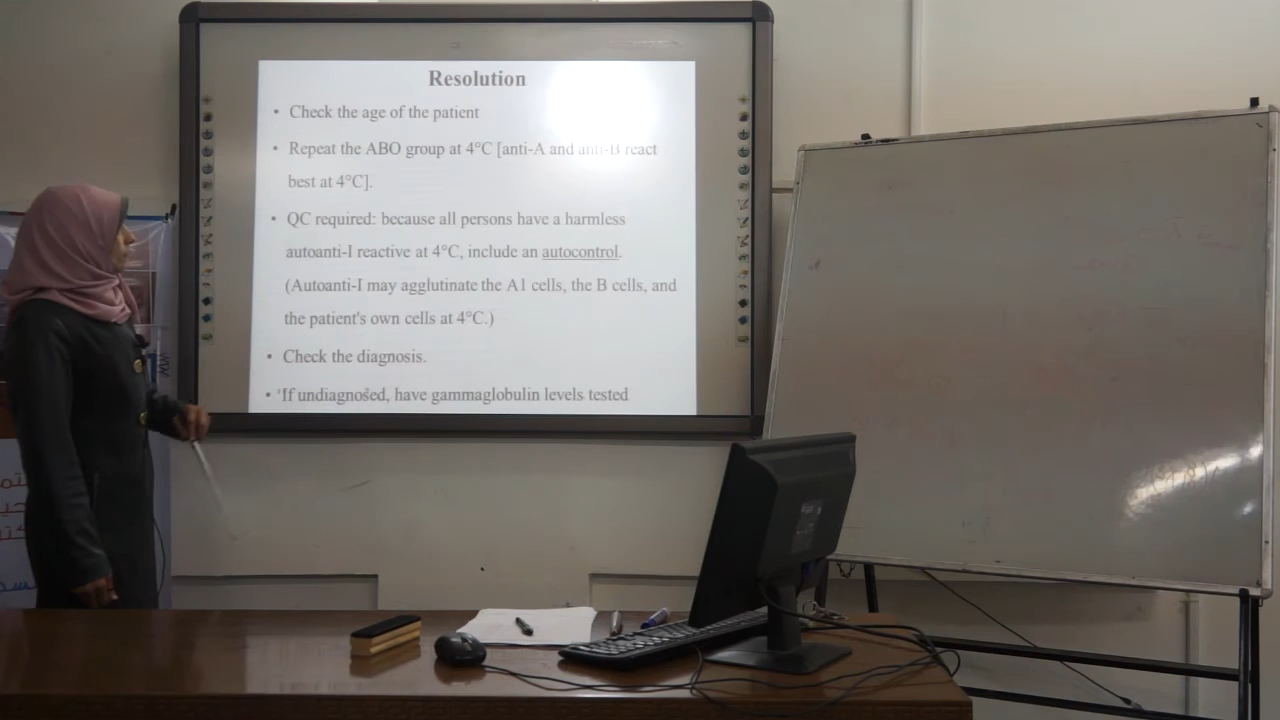 Resolution
• Check the age of the patient
• Repeat the ABO group at 4°C [anti-A and anti-B react
best at 4°C].
• QC required: because all persons have a harmless
autoanti-I reactive at 4°C, include an autocontrol.
(Autoanti-I may agglutinate the A1 cells, the B cells, and
the patient's own cells at 4°C.)
• Check the diagnosis.
• If undiagnosed, have gammaglobulin levels tested